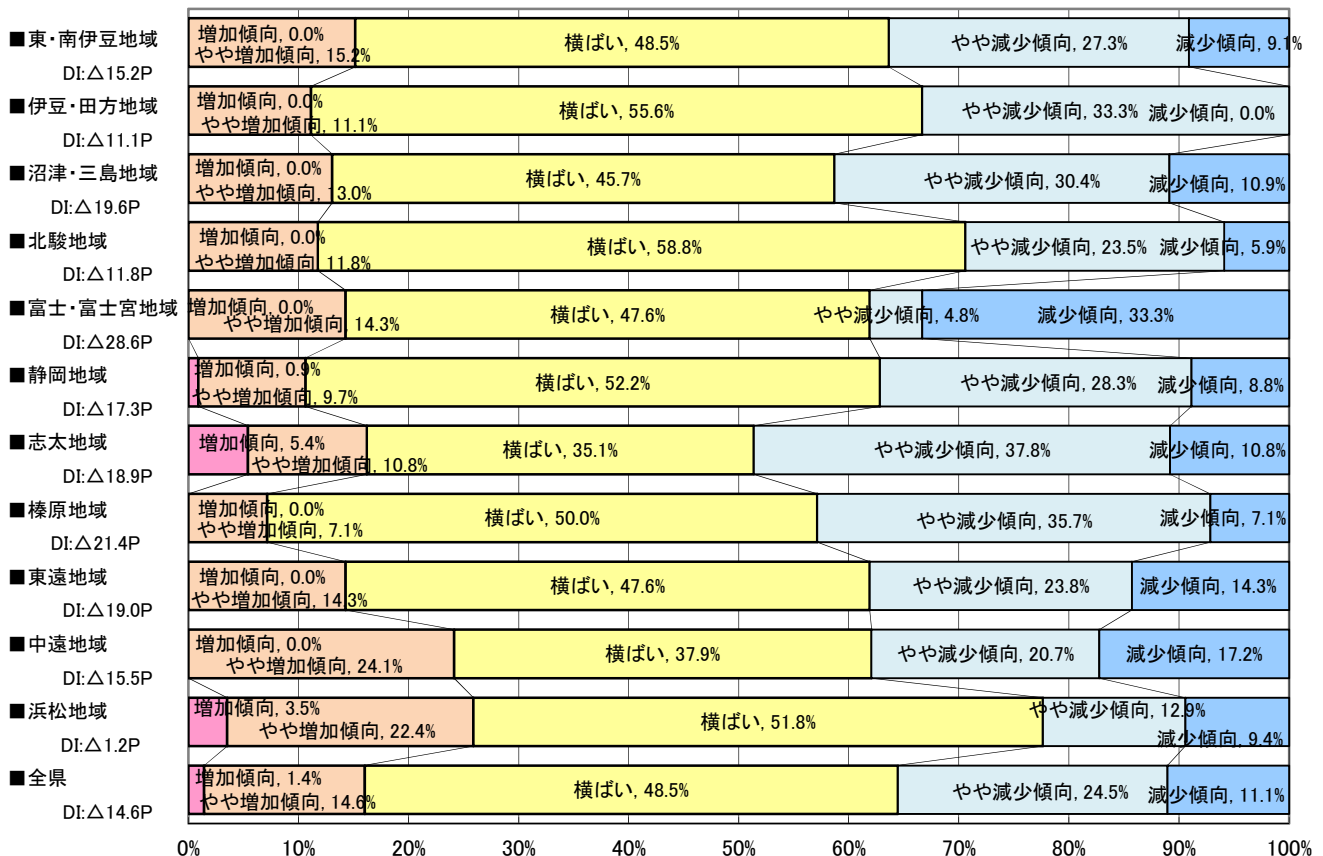 ■東・南伊豆地域
DI:△15.2P
増加傾向, 0.0%
やや増加傾向, 15.2%
横ばい, 48.5%
やや減少傾向, 27.3%
減少傾向, 9.1%
■伊豆・田方地域
DI:△11.1P
増加傾向, 0.0%
やや増加傾向, 11.1%
横ばい, 55.6%
やや減少傾向, 33.3%
減少傾向, 0.0%
■沼津・三島地域
DI:△19.6P
増加傾向, 0.0%
やや増加傾向, 13.0%
横ばい, 45.7%
やや減少傾向, 30.4%
減少傾向, 10.9%
■北駿地域
DI:△11.8P
増加傾向, 0.0%
やや増加傾向, 11.8%
横ばい, 58.8%
やや減少傾向, 23.5%
減少傾向, 5.9%
■富士・富士宮地域
DI:△28.6P
増加傾向, 0.0%
やや増加傾向, 14.3%
横ばい, 47.6%
やや減少傾向, 4.8%
減少傾向, 33.3%
■静岡地域
DI:△17.3P
増加傾向, 0.9%
やや増加傾向, 9.7%
横ばい, 52.2%
やや減少傾向, 28.3%
減少傾向, 8.8%
■志太地域
DI:△18.9P
増加傾向, 5.4%
やや増加傾向, 10.8%
横ばい, 35.1%
やや減少傾向, 37.8%
減少傾向, 10.8%
■榛原地域
DI:△21.4P
増加傾向, 0.0%
やや増加傾向, 7.1%
横ばい, 50.0%
やや減少傾向, 35.7%
減少傾向, 7.1%
■東遠地域
DI:△19.0P
増加傾向, 0.0%
やや増加傾向, 14.3%
横ばい, 47.6%
やや減少傾向, 23.8%
減少傾向, 14.3%
■中遠地域
DI:△15.5P
増加傾向, 0.0%
やや増加傾向, 24.1%
横ばい, 37.9%
やや減少傾向, 20.7%
減少傾向, 17.2%
■浜松地域
DI:△1.2P
増加傾向, 3.5%
やや増加傾向, 22.4%
横ばい, 51.8%
やや減少傾向, 12.9%
減少傾向, 9.4%
■全県
DI:△14.6P
増加傾向, 1.4%
やや増加傾向, 14.6%
横ばい, 48.5%
やや減少傾向, 24.5%
減少傾向, 11.1%
0% 10% 20% 30% 40% 50% 60% 70% 80% 90% 100%